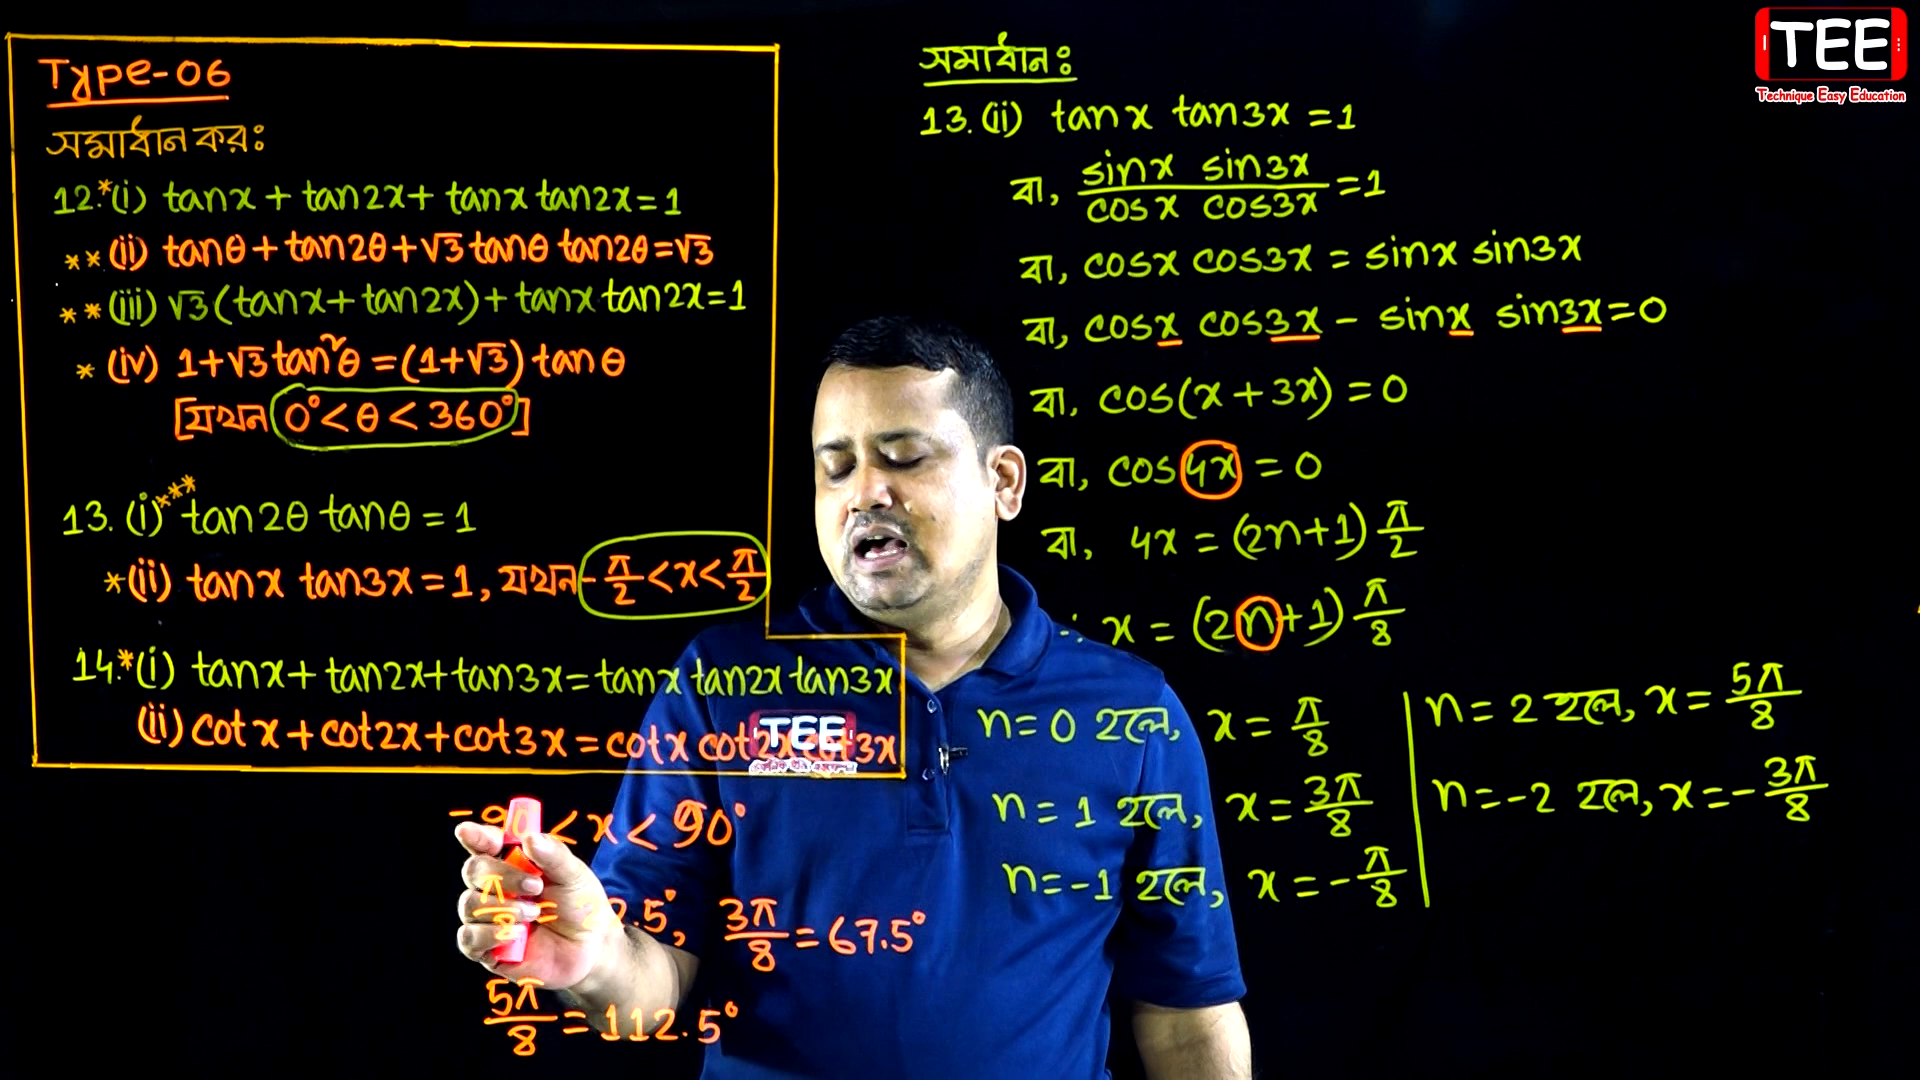 Type-06
সমাধান কর:
12.*(i) tanx + tan2x + tanx tan2x = 1
** (ii) tanθ + tan2θ + √3 tanθ tan2θ = √3
** (iii) √3 (tanx + tan2x) + tanx tan2x = 1
* (iv) 1+√3 tan²θ = (1+√3) tanθ
[যখন 0° < θ < 360°]
13. (i)*** tan2θ tanθ = 1
*(ii) tanx tan3x = 1, যখন -π/2 < x < π/2
14.*(i) tanx + tan2x + tan3x = tanx tan2x tan3x
(ii) cotx + cot2x + cot3x = cotx cot2x cot3x
TEE
< x < 90°
π/8 =
.5°, 3π/8 = 67.5°
5π/8 = 112.5°
সমাধান:
13. (ii) tanx tan3x = 1
বা, sinx sin3x / cosx cos3x = 1
বা, cosx cos3x = sinx sin3x
বা, cosx cos3x - sinx sin3x = 0
বা, cos(x + 3x) = 0
বা, cos4x = 0
বা, 4x = (2n+1) π/2
∴ x = (2n+1) π/8
n = 0 হলে, x = π/8
n = 1 হলে, x = 3π/8
n = -1 হলে, x = -π/8
n = 2 হলে, x = 5π/8
n = -2 হলে, x = -3π/8
TEE
Technique Easy Education